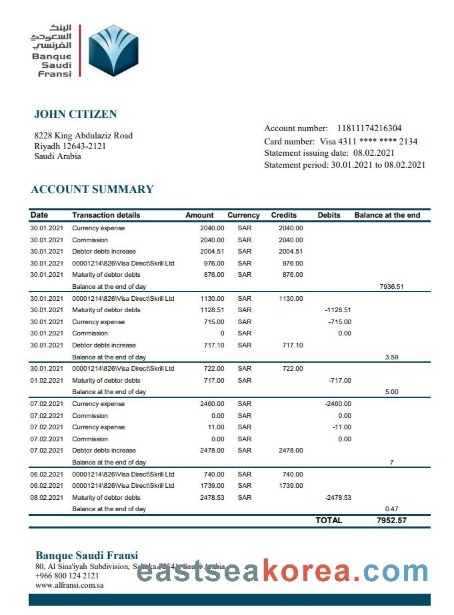 البنك
السعودي
الفرنسي
Banque
Saudi
Fransi
JOHN CITIZEN
8228 King Abdulaziz Road
Riyadh 12643-2121
Saudi Arabia
Account number: 11811174216304
Card number: Visa 4311 **** **** 2134
Statement issuing date: 08.02.2021
Statement period: 30.01.2021 to 08.02.2021
ACCOUNT SUMMARY
Date Transaction details Amount Currency Credits Debits Balance at the end
30.01.2021 Currency expense 2040.00 SAR 2040.00
30.01.2021 Commission 2040.00 SAR 2040.00
30.01.2021 Debtor debts increase 2004.51 SAR 2004.51
30.01.2021 00001214\826\Visa Direct\Skrill Ltd 976.00 SAR 976.00
30.01.2021 Maturity of debtor debts 876.00 SAR 876.00
Balance at the end of day 7936.51
30.01.2021 00001214\826\Visa Direct\Skrill Ltd 1130.00 SAR 1130.00
30.01.2021 Maturity of debtor debts 1128.51 SAR -1128.51
30.01.2021 Currency expense 715.00 SAR -715.00
30.01.2021 Commission 0 SAR 0.00
30.01.2021 Debtor debts increase 717.10 SAR 717.10
Balance at the end of day 3.59
30.01.2021 00001214\826\Visa Direct\Skrill Ltd 722.00 SAR 722.00
01.02.2021 Maturity of debtor debts 717.00 SAR -717.00
Balance at the end of day 5.00
07.02.2021 Currency expense 2460.00 SAR -2460.00
07.02.2021 Commission 0.00 SAR 0.00
07.02.2021 Currency expense 11.00 SAR -11.00
07.02.2021 Commission 0.00 SAR 0.00
07.02.2021 Debtor debts increase 2478.00 SAR 2478.00
Balance at the end of day 7
06.02.2021 00001214\826\Visa Direct\Skrill Ltd 740.00 SAR 740.00
06.02.2021 00001214\826\Visa Direct\Skrill Ltd 1739.00 SAR 1739.00
08.02.2021 Maturity of debtor debts 2478.53 SAR -2478.53
Balance at the end of day 0.47
TOTAL 7952.57
Banque Saudi Fransi
80, Al Sina'iyah Subdivision, Saudi Arabia
+966 800 124 2121
www.alfransi.com.sa
eastseakorea.com